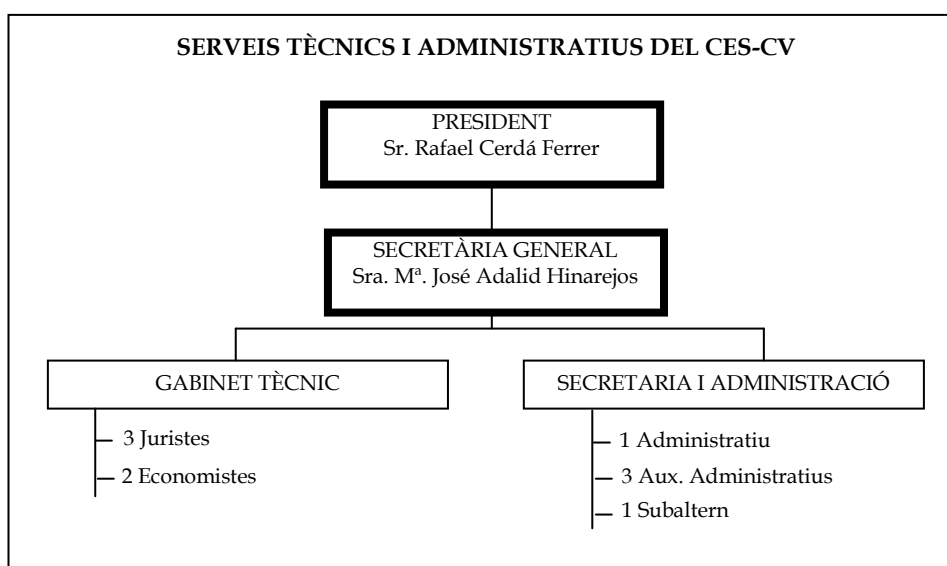 SERVEIS TÈCNICS I ADMINISTRATIUS DEL CES-CV
PRESIDENT
Sr. Rafael Cerdá Ferrer
SECRETÀRIA GENERAL
Sra. Mª. José Adalid Hinarejos
GABINET TÈCNIC
3 Juristes
2 Economistes
SECRETARIA I ADMINISTRACIÓ
1 Administratiu
3 Aux. Administratius
1 Subaltern